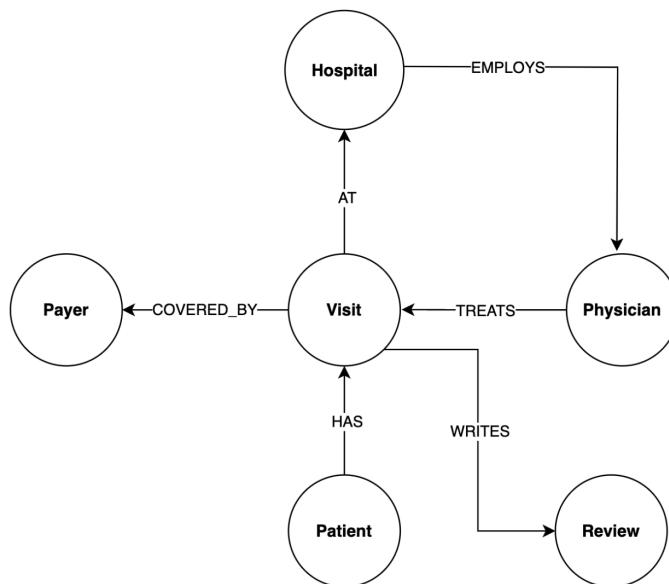 Hospital
EMPLOYS
AT
Payer
COVERED_BY
Visit
TREATS
Physician
HAS
WRITES
Patient
Review